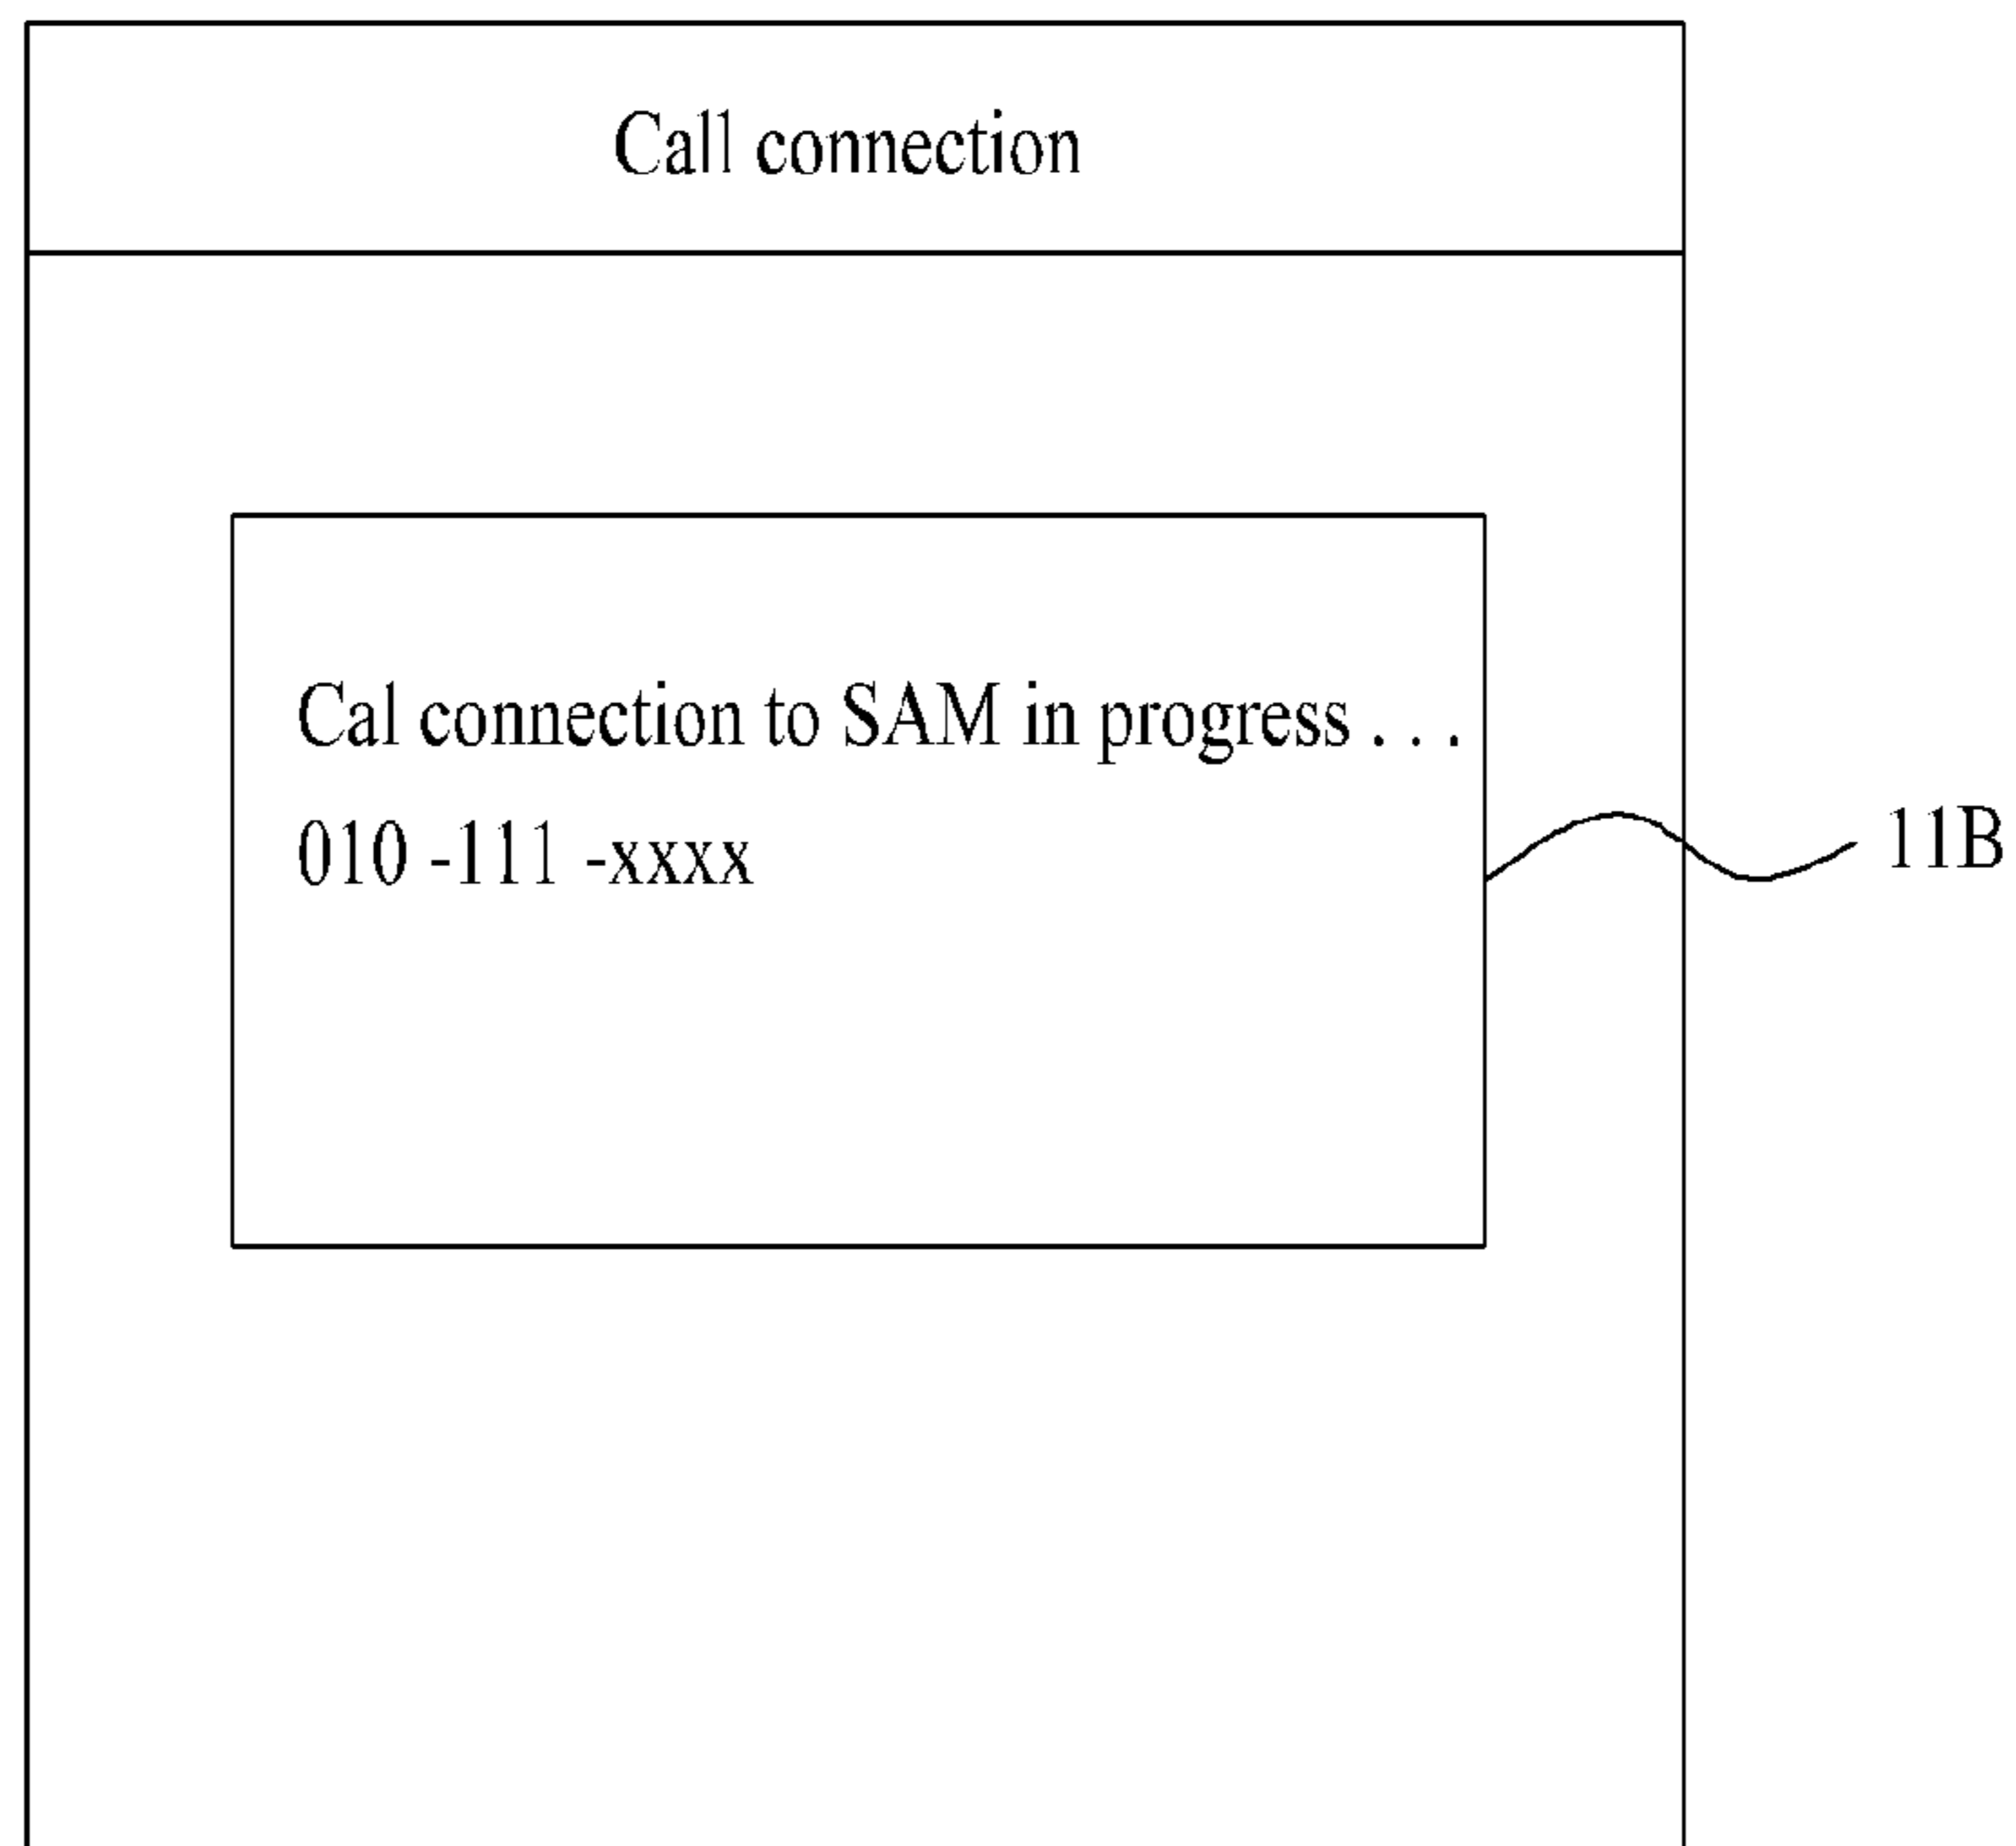 Call connection
Cal connection to SAM in progress . . .
010 -111 -xxxx
11B